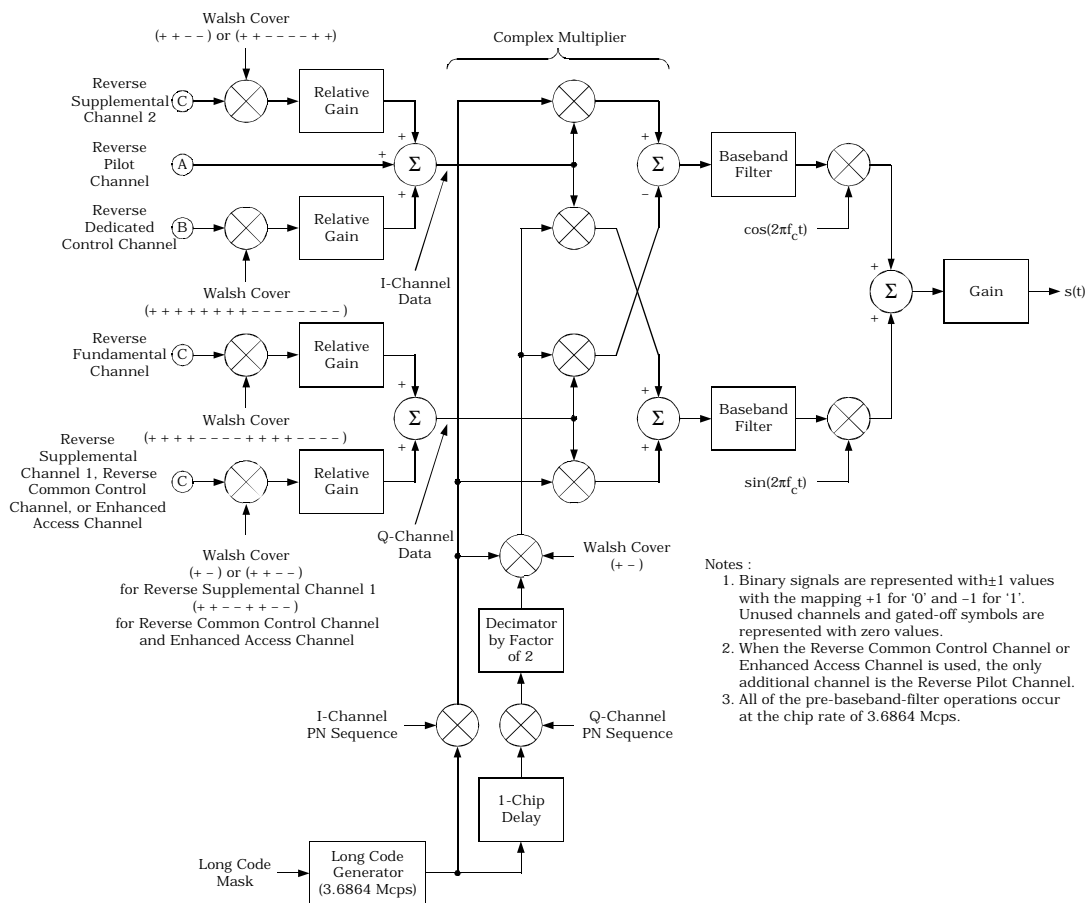 Walsh Cover
(+ + – –) or (+ + – – – – + +)
Complex Multiplier
Reverse
Supplemental
Channel 2
C
Relative
Gain
+
Reverse
Pilot
Channel
A
+
Σ
+
Reverse
Dedicated
Control Channel
B
Relative
Gain
Walsh Cover
(+ + + + + + + + – – – – – – – –)
I-Channel
Data
+
Σ
–
Baseband
Filter
cos(2πfct)
+
Σ
+
Gain
s(t)
Reverse
Fundamental
Channel
C
Relative
Gain
+
Σ
+
Walsh Cover
(+ + + + – – – – + + + + – – – –)
+
Σ
+
Baseband
Filter
sin(2πfct)
Reverse
Supplemental
Channel 1, Reverse
Common Control
Channel, or Enhanced
Access Channel
C
Relative
Gain
Q-Channel
Data
Walsh Cover
(+ –) or (+ + – –)
for Reverse Supplemental Channel 1
(+ + – – + + – –)
for Reverse Common Control Channel
and Enhanced Access Channel
Walsh Cover
(+ –)
Decimator
by Factor
of 2
I-Channel
PN Sequence
Q-Channel
PN Sequence
1-Chip
Delay
Long Code
Mask
Long Code
Generator
(3.6864 Mcps)
Notes :
1. Binary signals are represented with±1 values
with the mapping +1 for ‘0’ and –1 for ‘1’.
Unused channels and gated-off symbols are
represented with zero values.
2. When the Reverse Common Control Channel or
Enhanced Access Channel is used, the only
additional channel is the Reverse Pilot Channel.
3. All of the pre-baseband-filter operations occur
at the chip rate of 3.6864 Mcps.